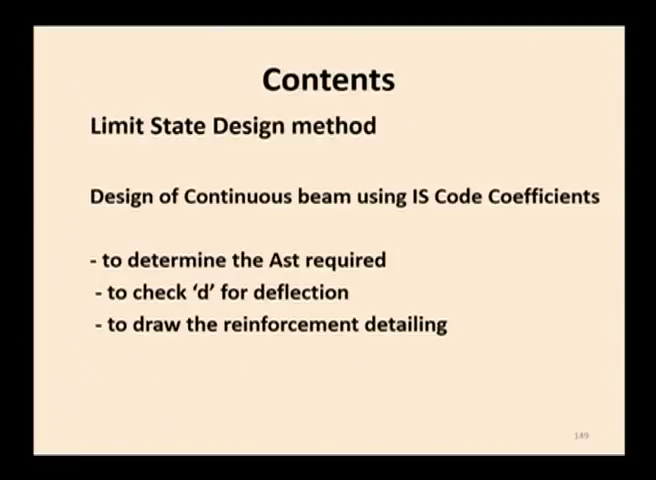 Contents
Limit State Design method
Design of Continuous beam using IS Code Coefficients
- to determine the Ast required
- to check ‘d’ for deflection
- to draw the reinforcement detailing
149